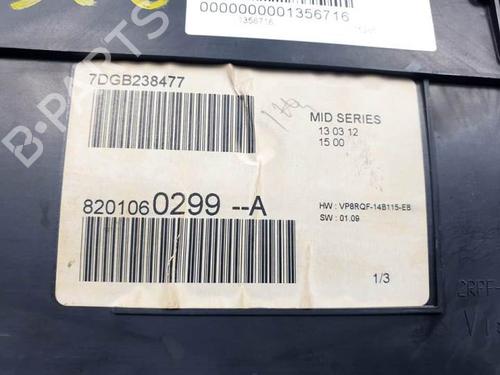 0000000001356716
1356716
7DGB238477
MID SERIES
13 03 12
15 00
8201060299 --A
HW : VP8RQF-14B115-EB
SW : 01.09
1/3
B-PARTS